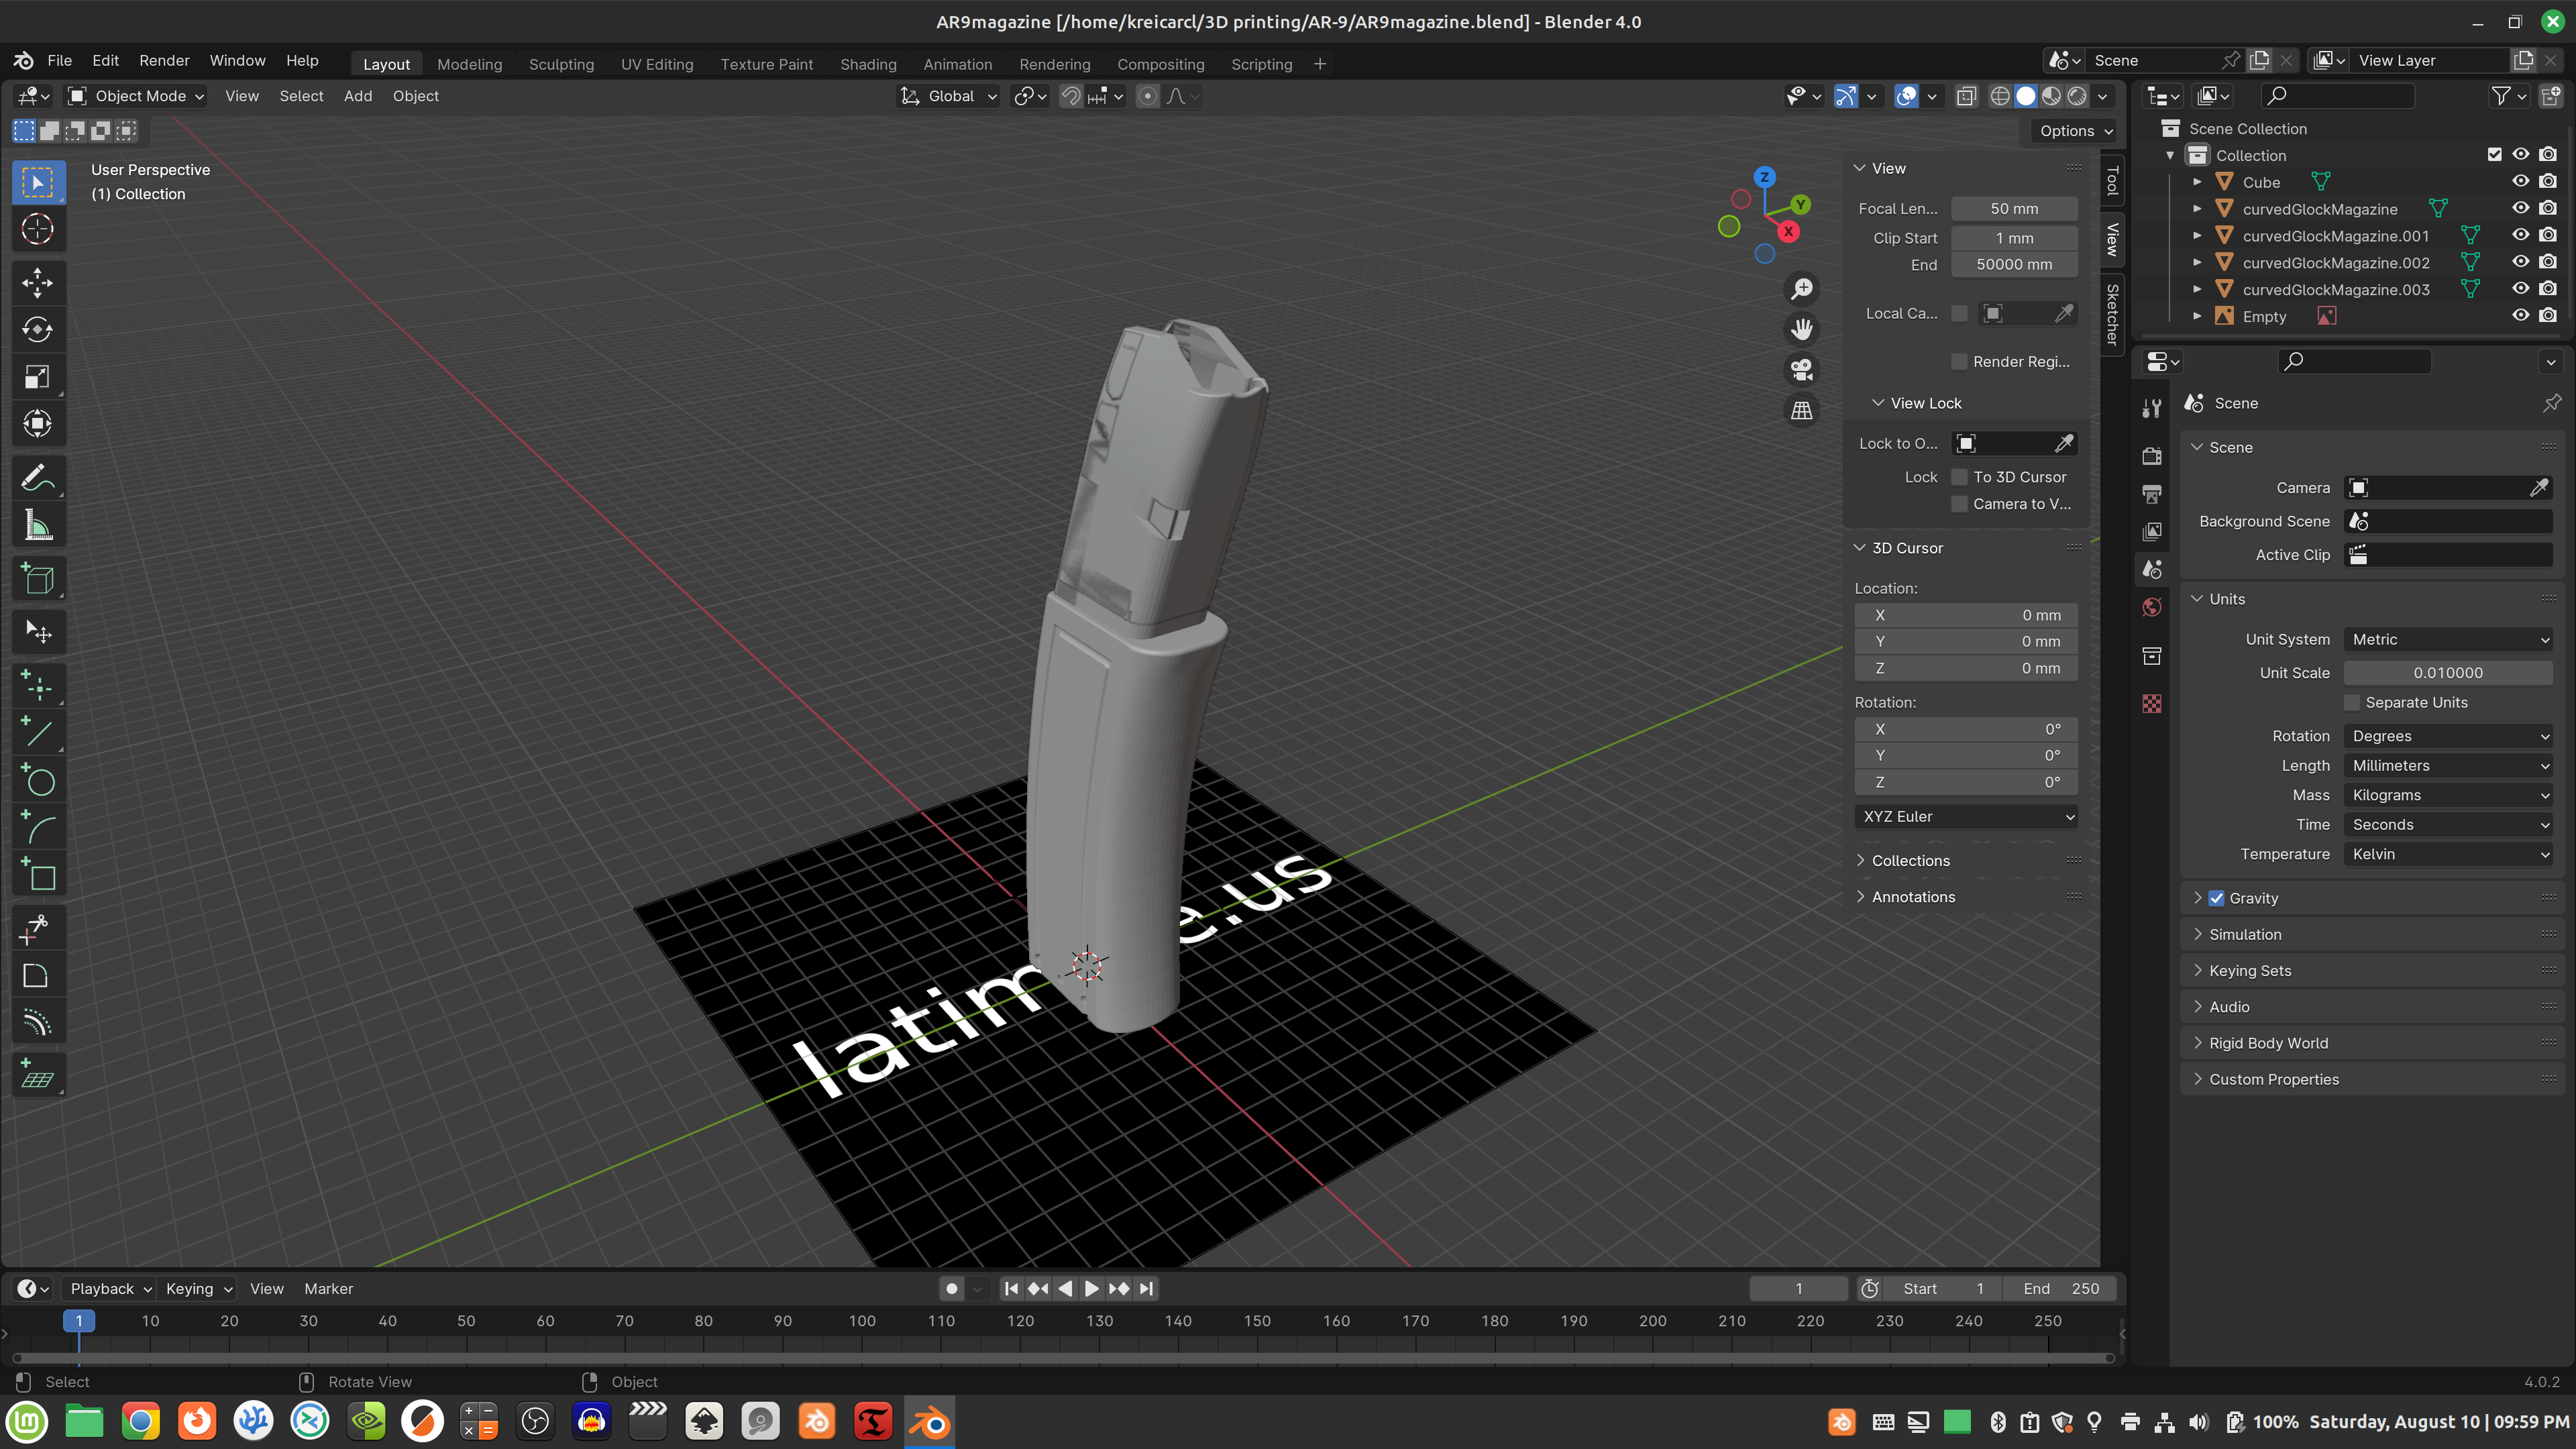 AR9magazine [/home/kreicarcl/3D printing/AR-9/AR9magazine.blend] - Blender 4.0
File Edit Render Window Help Layout Modeling Sculpting UV Editing Texture Paint Shading Animation Rendering Compositing Scripting + Scene View Layer
Object Mode View Select Add Object Global
Options
User Perspective
(1) Collection
Z
Y
X
View
Focal Len... 50 mm
Clip Start 1 mm
End 50000 mm
Local Ca...
Render Regi...
View Lock
Lock to O...
Lock To 3D Cursor
Camera to V...
3D Cursor
Location:
X 0 mm
Y 0 mm
Z 0 mm
Rotation:
X 0°
Y 0°
Z 0°
XYZ Euler
Collections
Annotations
Tool
View
Sketcher
Scene Collection
Collection
Cube
curvedGlockMagazine
curvedGlockMagazine.001
curvedGlockMagazine.002
curvedGlockMagazine.003
Empty
Scene
Scene
Camera
Background Scene
Active Clip
Units
Unit System Metric
Unit Scale 0.010000
Separate Units
Rotation Degrees
Length Millimeters
Mass Kilograms
Time Seconds
Temperature Kelvin
Gravity
Simulation
Keying Sets
Audio
Rigid Body World
Custom Properties
latim e.us
Playback Keying View Marker 1 Start 1 End 250
1 10 20 30 40 50 60 70 80 90 100 110 120 130 140 150 160 170 180 190 200 210 220 230 240 250
Select Rotate View Object 4.0.2
100% Saturday, August 10 | 09:59 PM